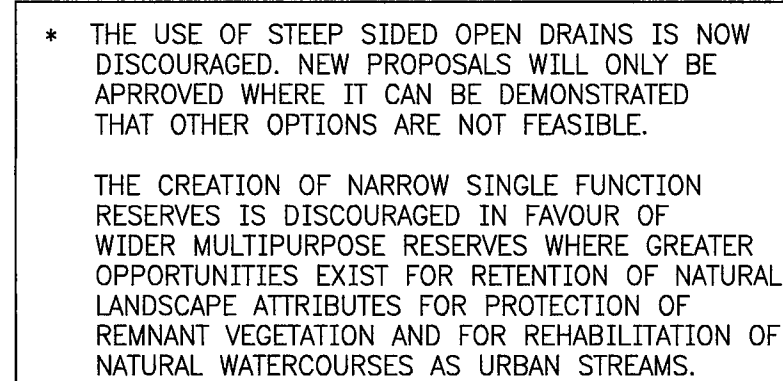 * THE USE OF STEEP SIDED OPEN DRAINS IS NOW
DISCOURAGED. NEW PROPOSALS WILL ONLY BE
APRROVED WHERE IT CAN BE DEMONSTRATED
THAT OTHER OPTIONS ARE NOT FEASIBLE.
THE CREATION OF NARROW SINGLE FUNCTION
RESERVES IS DISCOURAGED IN FAVOUR OF
WIDER MULTIPURPOSE RESERVES WHERE GREATER
OPPORTUNITIES EXIST FOR RETENTION OF NATURAL
LANDSCAPE ATTRIBUTES FOR PROTECTION OF
REMNANT VEGETATION AND FOR REHABILITATION OF
NATURAL WATERCOURSES AS URBAN STREAMS.